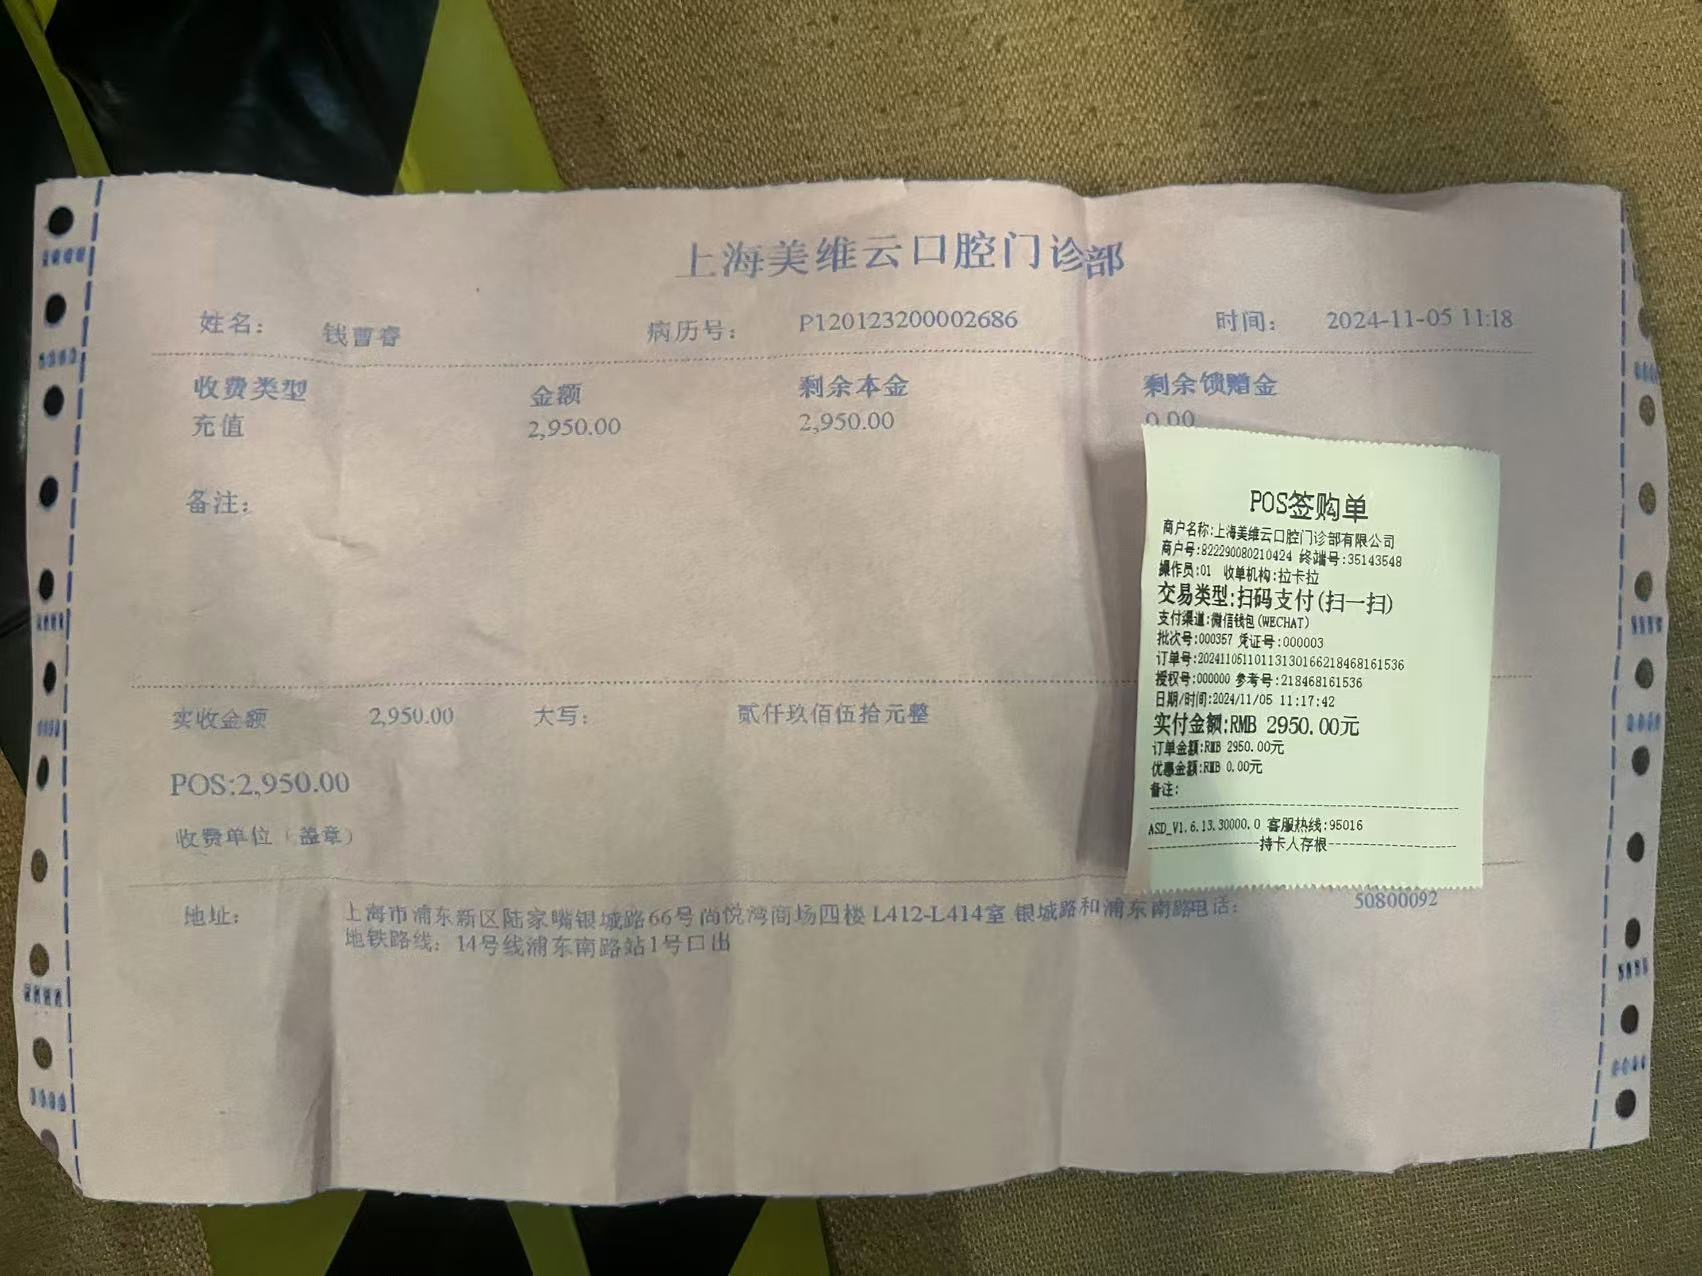 上海美维云口腔门诊部
姓名： 钱曹睿 病历号： P120123200002686 时间： 2024-11-05 11:18
收费类型 金额 剩余本金 剩余馈赠金
充值 2,950.00 2,950.00 0.00
备注：
实收金额 2,950.00 大写： 贰仟玖佰伍拾元整
POS:2,950.00
收费单位（盖章）
地址： 上海市浦东新区陆家嘴银城路66号尚悦湾商场四楼 L412-L414室 银城路和浦东南路 电话： 50800092
地铁路线：14号线浦东南路站1号口出
POS签购单
商户名称:上海美维云口腔门诊部有限公司
商户号:822290080210424 终端号:35143548
操作员:01 收单机构:拉卡拉
交易类型:扫码支付(扫一扫)
支付渠道:微信钱包(WECHAT)
批次号:000357 凭证号:000003
订单号:20241105110113130166218468161536
授权号:000000 参考号:218468161536
日期/时间:2024/11/05 11:17:42
实付金额:RMB 2950.00元
订单金额:RMB 2950.00元
优惠金额:RMB 0.00元
备注:
ASD_V1.6.13.30000.0 客服热线:95016
持卡人存根